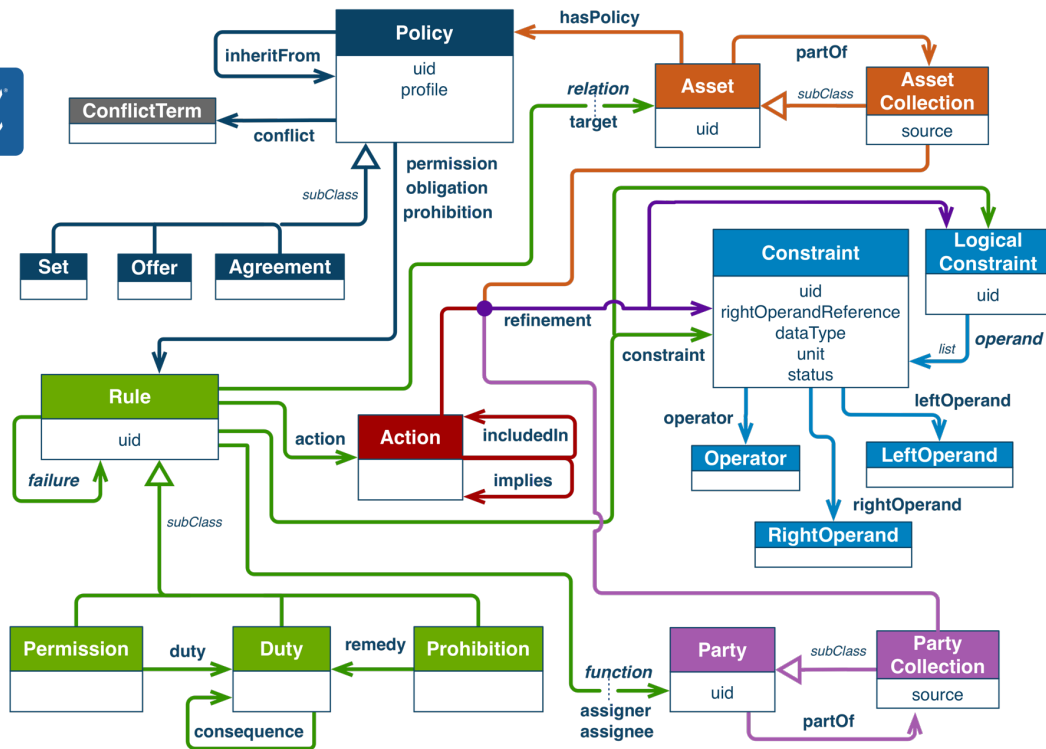 hasPolicy
Policy
inheritFrom
uid
profile
partOf
Asset
uid
subClass
Asset
Collection
source
relation
target
ConflictTerm
conflict
permission
obligation
prohibition
subClass
Set
Offer
Agreement
Constraint
uid
rightOperandReference
dataType
unit
status
Logical
Constraint
uid
operand
list
refinement
constraint
Rule
uid
failure
action
Action
includedIn
implies
operator
Operator
leftOperand
LeftOperand
rightOperand
RightOperand
subClass
Permission
duty
Duty
remedy
Prohibition
consequence
function
assigner
assignee
Party
uid
subClass
Party
Collection
source
partOf